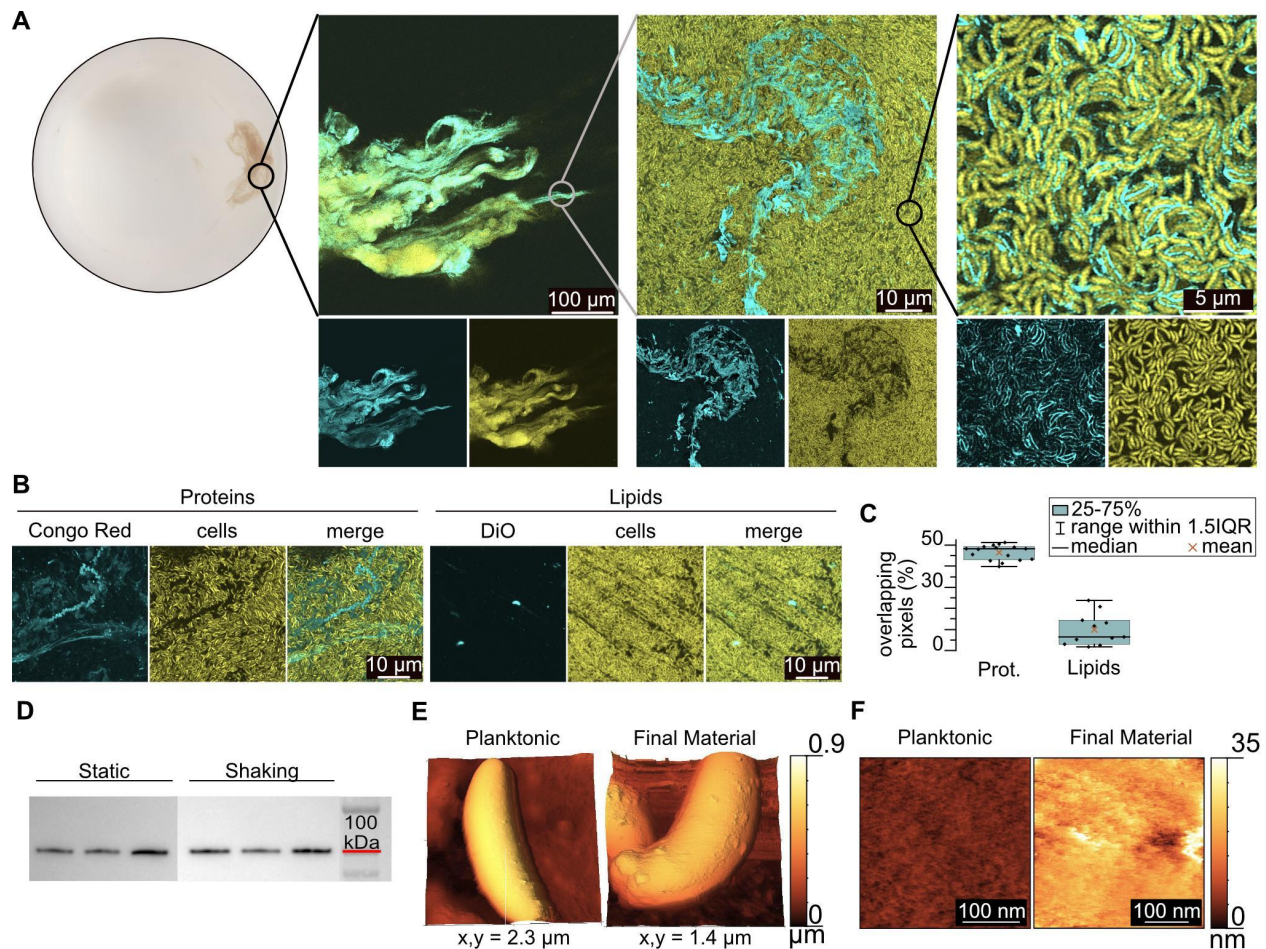 A
100 µm
10 µm
5 µm
B
Proteins
Lipids
Congo Red
cells
merge
DiO
cells
merge
10 µm
10 µm
C
25-75%
range within 1.5IQR
median
mean
overlapping
pixels (%)
50
30
0
Prot.
Lipids
D
Static
Shaking
100
kDa
E
Planktonic
Final Material
0.9
0
µm
x,y = 2.3 µm
x,y = 1.4 µm
F
Planktonic
Final Material
35
100 nm
100 nm
0
nm